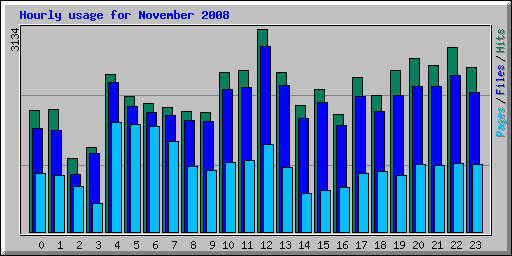 Hourly usage for November 2008
3134
Pages / Files / Hits
0 1 2 3 4 5 6 7 8 9 10 11 12 13 14 15 16 17 18 19 20 21 22 23